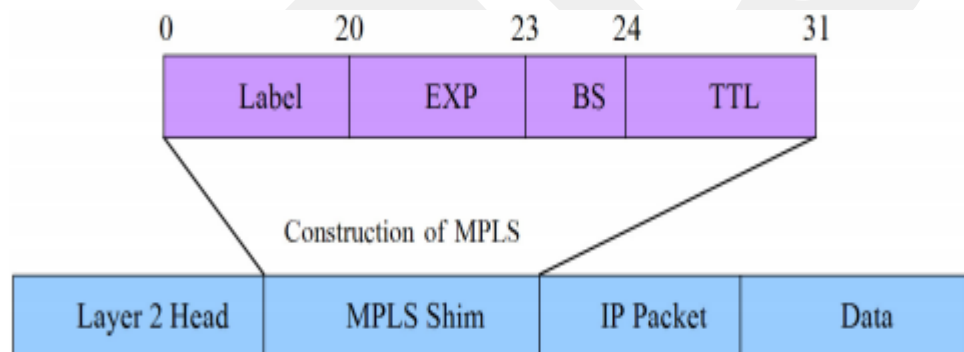 0 20 23 24 31
Label EXP BS TTL
Construction of MPLS
Layer 2 Head MPLS Shim IP Packet Data